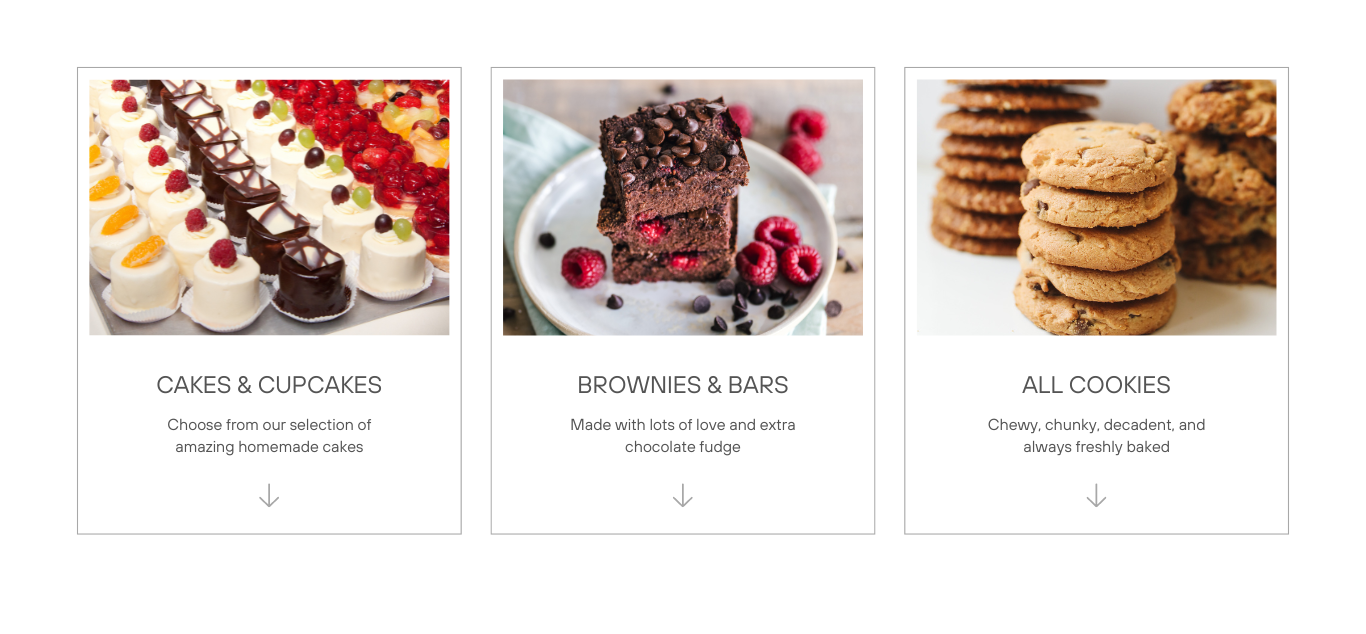 CAKES & CUPCAKES
Choose from our selection of
amazing homemade cakes
BROWNIES & BARS
Made with lots of love and extra
chocolate fudge
ALL COOKIES
Chewy, chunky, decadent, and
always freshly baked